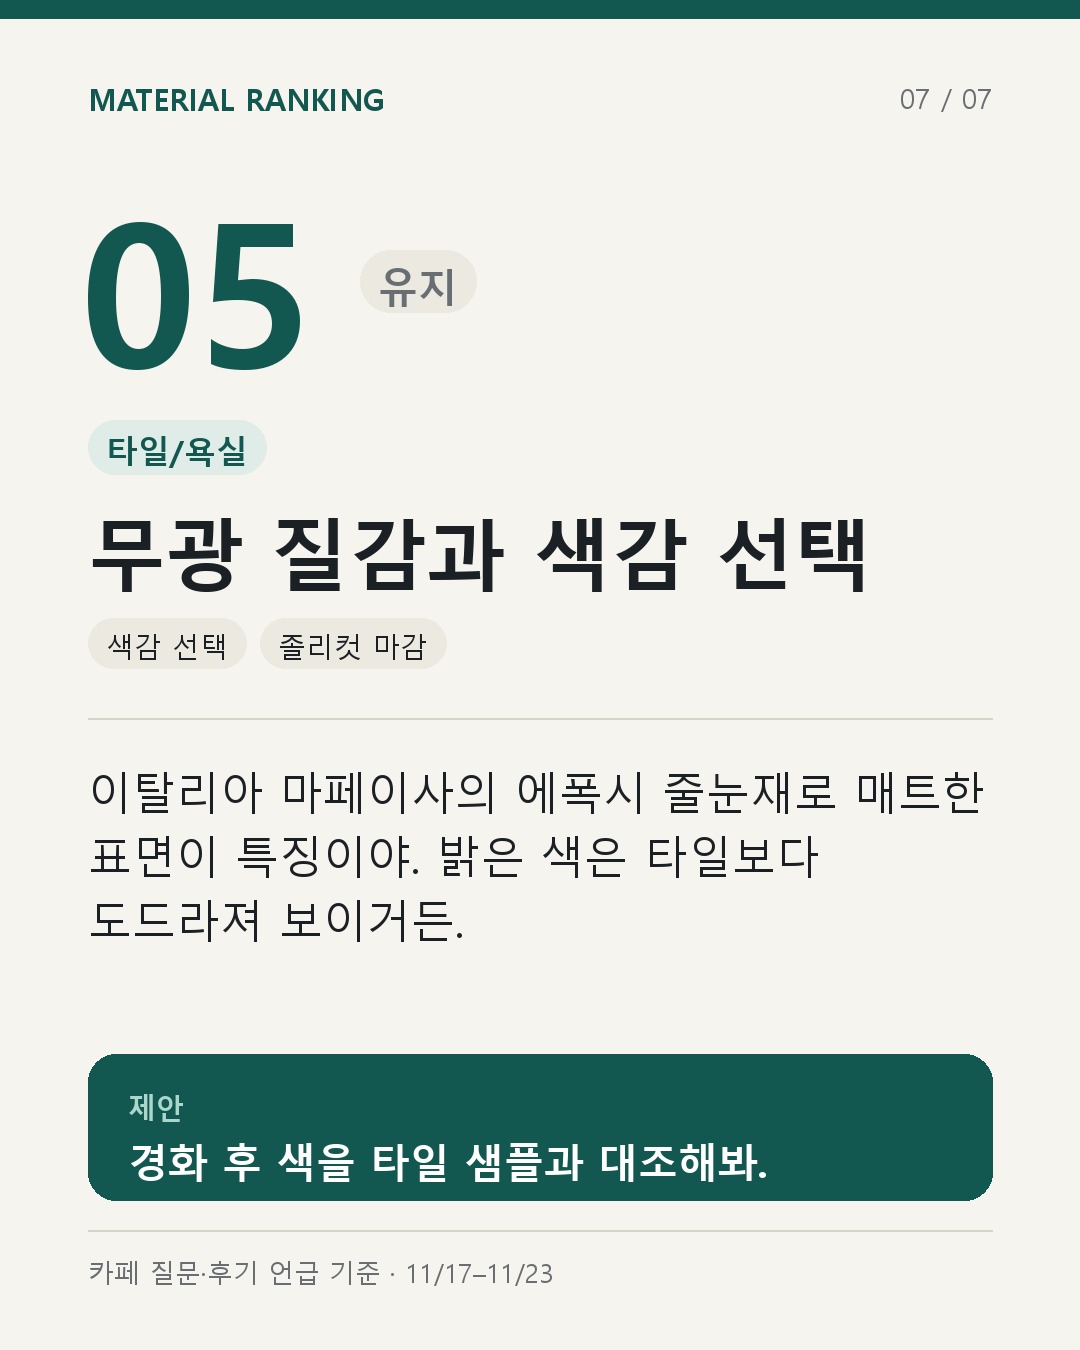 MATERIAL RANKING
07 / 07
05
유지
타일/욕실
무광 질감과 색감 선택
색감 선택
졸리컷 마감
이탈리아 마페이사의 에폭시 줄눈재로 매트한
표면이 특징이야. 밝은 색은 타일보다
도드라져 보이거든.
제안
경화 후 색을 타일 샘플과 대조해봐.
카페 질문·후기 언급 기준 · 11/17–11/23